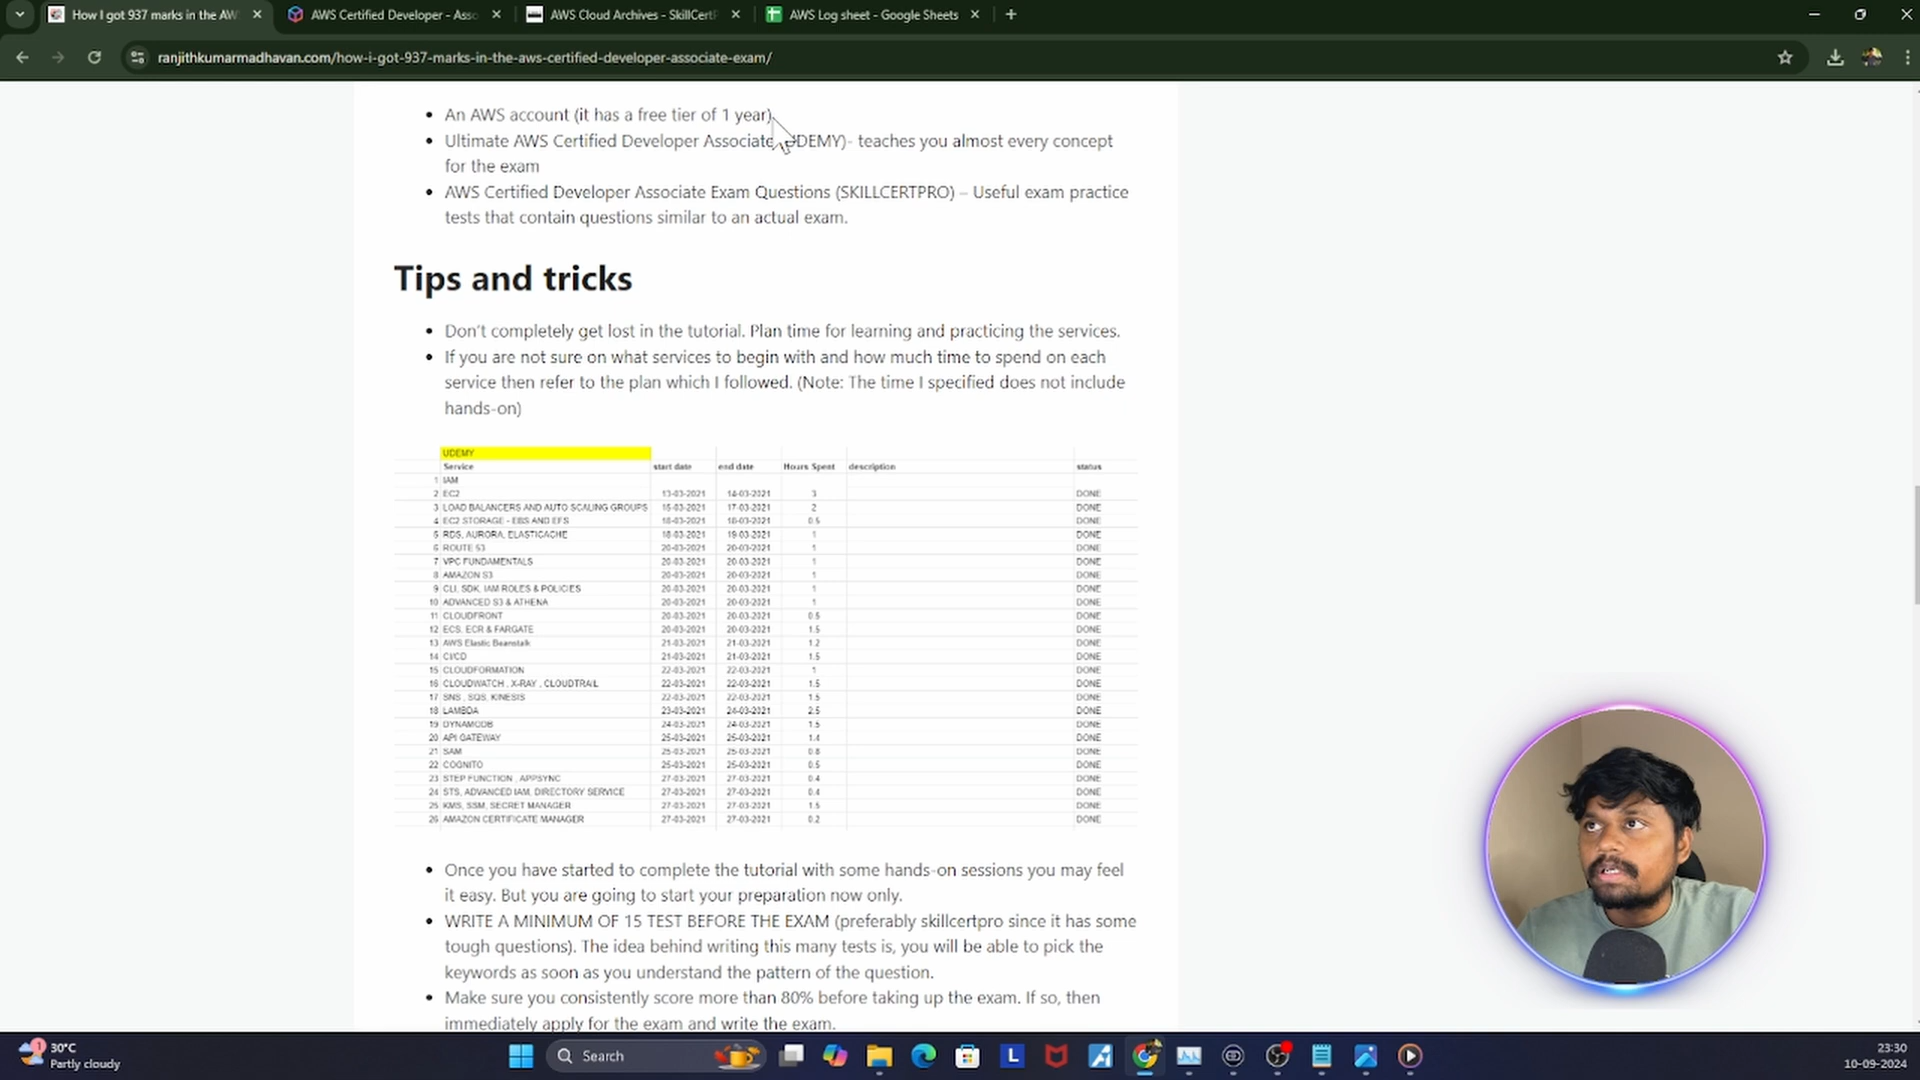 How I got 937 marks in the AW
AWS Certified Developer - Asso
AWS Cloud Archives - SkillCertP
AWS Log sheet - Google Sheets
ranjithkumarmadhavan.com/how-i-got-937-marks-in-the-aws-certified-developer-associate-exam/
An AWS account (it has a free tier of 1 year)
Ultimate AWS Certified Developer Associate DEMY)- teaches you almost every concept
for the exam
AWS Certified Developer Associate Exam Questions (SKILLCERTPRO) – Useful exam practice
tests that contain questions similar to an actual exam.
Tips and tricks
Don't completely get lost in the tutorial. Plan time for learning and practicing the services.
If you are not sure on what services to begin with and how much time to spend on each
service then refer to the plan which I followed. (Note: The time I specified does not include
hands-on)
UDEMY
Service start date end date Hours Spent description status
1 IAM
2 EC2 13-03-2021 14-03-2021 3 DONE
3 LOAD BALANCERS AND AUTO SCALING GROUPS 15-03-2021 17-03-2021 2 DONE
4 EC2 STORAGE - EBS AND EFS 18-03-2021 18-03-2021 0.5 DONE
5 RDS, AURORA, ELASTICACHE 18-03-2021 19-03-2021 1 DONE
6 ROUTE 53 20-03-2021 20-03-2021 1 DONE
7 VPC FUNDAMENTALS 20-03-2021 20-03-2021 1 DONE
8 AMAZON S3 20-03-2021 20-03-2021 1 DONE
9 CLI, SDK, IAM ROLES & POLICIES 20-03-2021 20-03-2021 1 DONE
10 ADVANCED S3 & ATHENA 20-03-2021 20-03-2021 1 DONE
11 CLOUDFRONT 20-03-2021 20-03-2021 0.5 DONE
12 ECS, ECR & FARGATE 20-03-2021 20-03-2021 1.5 DONE
13 AWS Elastic Beanstalk 21-03-2021 21-03-2021 1.2 DONE
14 CI/CD 21-03-2021 21-03-2021 1.5 DONE
15 CLOUDFORMATION 22-03-2021 22-03-2021 1 DONE
16 CLOUDWATCH , X-RAY , CLOUDTRAIL 22-03-2021 22-03-2021 1.5 DONE
17 SNS , SQS, KINESIS 22-03-2021 22-03-2021 1.5 DONE
18 LAMBDA 23-03-2021 24-03-2021 2.5 DONE
19 DYNAMODB 24-03-2021 24-03-2021 1.5 DONE
20 API GATEWAY 25-03-2021 25-03-2021 1.4 DONE
21 SAM 25-03-2021 25-03-2021 0.8 DONE
22 COGNITO 25-03-2021 25-03-2021 0.5 DONE
23 STEP FUNCTION , APPSYNC 27-03-2021 27-03-2021 0.4 DONE
24 STS, ADVANCED IAM, DIRECTORY SERVICE 27-03-2021 27-03-2021 0.4 DONE
25 KMS, SSM, SECRET MANAGER 27-03-2021 27-03-2021 1.5 DONE
26 AMAZON CERTIFICATE MANAGER 27-03-2021 27-03-2021 0.2 DONE
Once you have started to complete the tutorial with some hands-on sessions you may feel
it easy. But you are going to start your preparation now only.
WRITE A MINIMUM OF 15 TEST BEFORE THE EXAM (preferably skillcertpro since it has some
tough questions). The idea behind writing this many tests is, you will be able to pick the
keywords as soon as you understand the pattern of the question.
Make sure you consistently score more than 80% before taking up the exam. If so, then
immediately apply for the exam and write the exam.
1
30°C
Partly cloudy
Search
L
23:30
10-09-2024